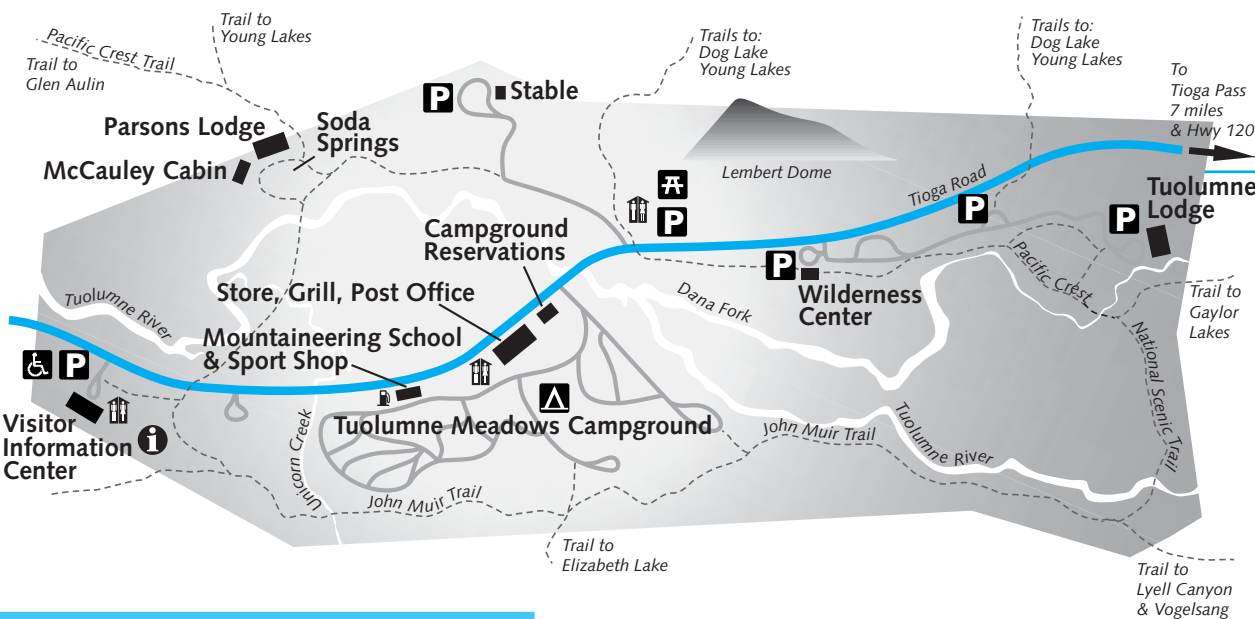 Trail to
Young Lakes
Pacific Crest Trail
Trail to
Glen Aulin
Trails to:
Dog Lake
Young Lakes
Trails to:
Dog Lake
Young Lakes
To
Tioga Pass
7 miles
& Hwy 120
P
Stable
Parsons Lodge
Soda
Springs
McCauley Cabin
Lembert Dome
Tioga Road
P
P
P
Tuolumne
Lodge
Campground
Reservations
P
Wilderness
Center
Pacific Crest
National Scenic Trail
Trail to
Gaylor
Lakes
Store, Grill, Post Office
Dana Fork
Tuolumne River
Mountaineering School
& Sport Shop
P
Visitor
Information
Center
i
Unicorn Creek
Tuolumne Meadows Campground
John Muir Trail
Tuolumne River
John Muir Trail
Trail to
Elizabeth Lake
Trail to
Lyell Canyon
& Vogelsang